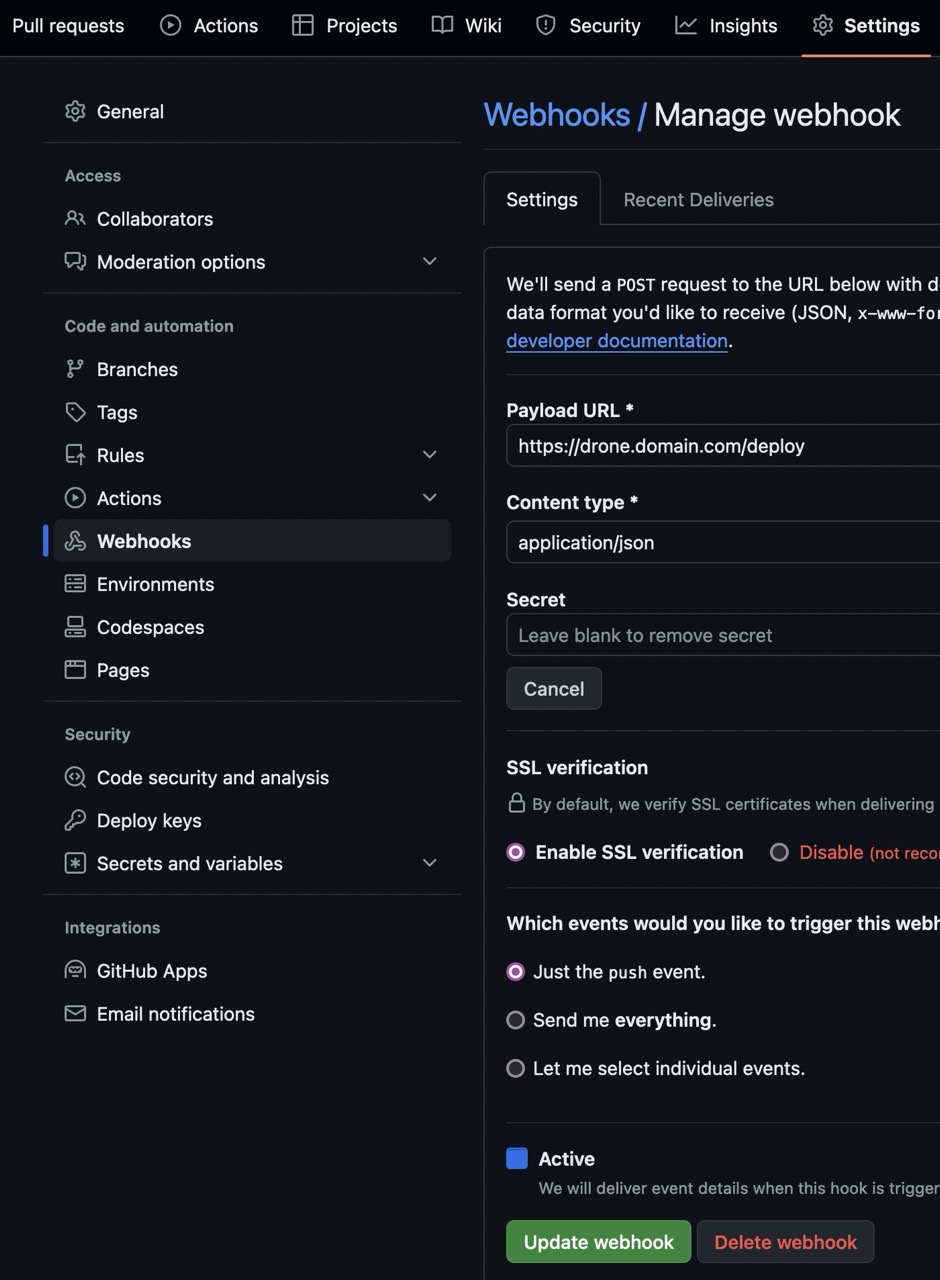 Pull requests Actions Projects Wiki Security Insights Settings
General
Access
Collaborators
Moderation options
Code and automation
Branches
Tags
Rules
Actions
Webhooks
Environments
Codespaces
Pages
Security
Code security and analysis
Deploy keys
Secrets and variables
Integrations
GitHub Apps
Email notifications
Webhooks / Manage webhook
Settings Recent Deliveries
We'll send a POST request to the URL below with d
data format you'd like to receive (JSON, x-www-for
developer documentation.
Payload URL *
https://drone.domain.com/deploy
Content type *
application/json
Secret
Leave blank to remove secret
Cancel
SSL verification
By default, we verify SSL certificates when delivering
Enable SSL verification Disable (not reco
Which events would you like to trigger this web
Just the push event.
Send me everything.
Let me select individual events.
Active
We will deliver event details when this hook is trigger
Update webhook Delete webhook